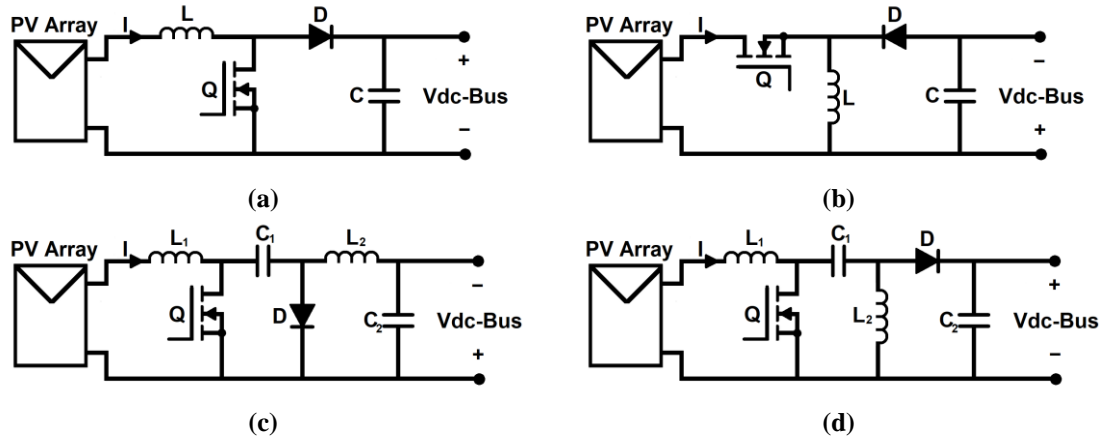 PV Array I L D
+
Q C Vdc-Bus
−
(a)
PV Array I D
−
Q L C Vdc-Bus
+
(b)
PV Array I L₁ C₁ L₂
−
Q D C₂ Vdc-Bus
+
(c)
PV Array I L₁ C₁ D
+
Q L₂ C₂ Vdc-Bus
−
(d)